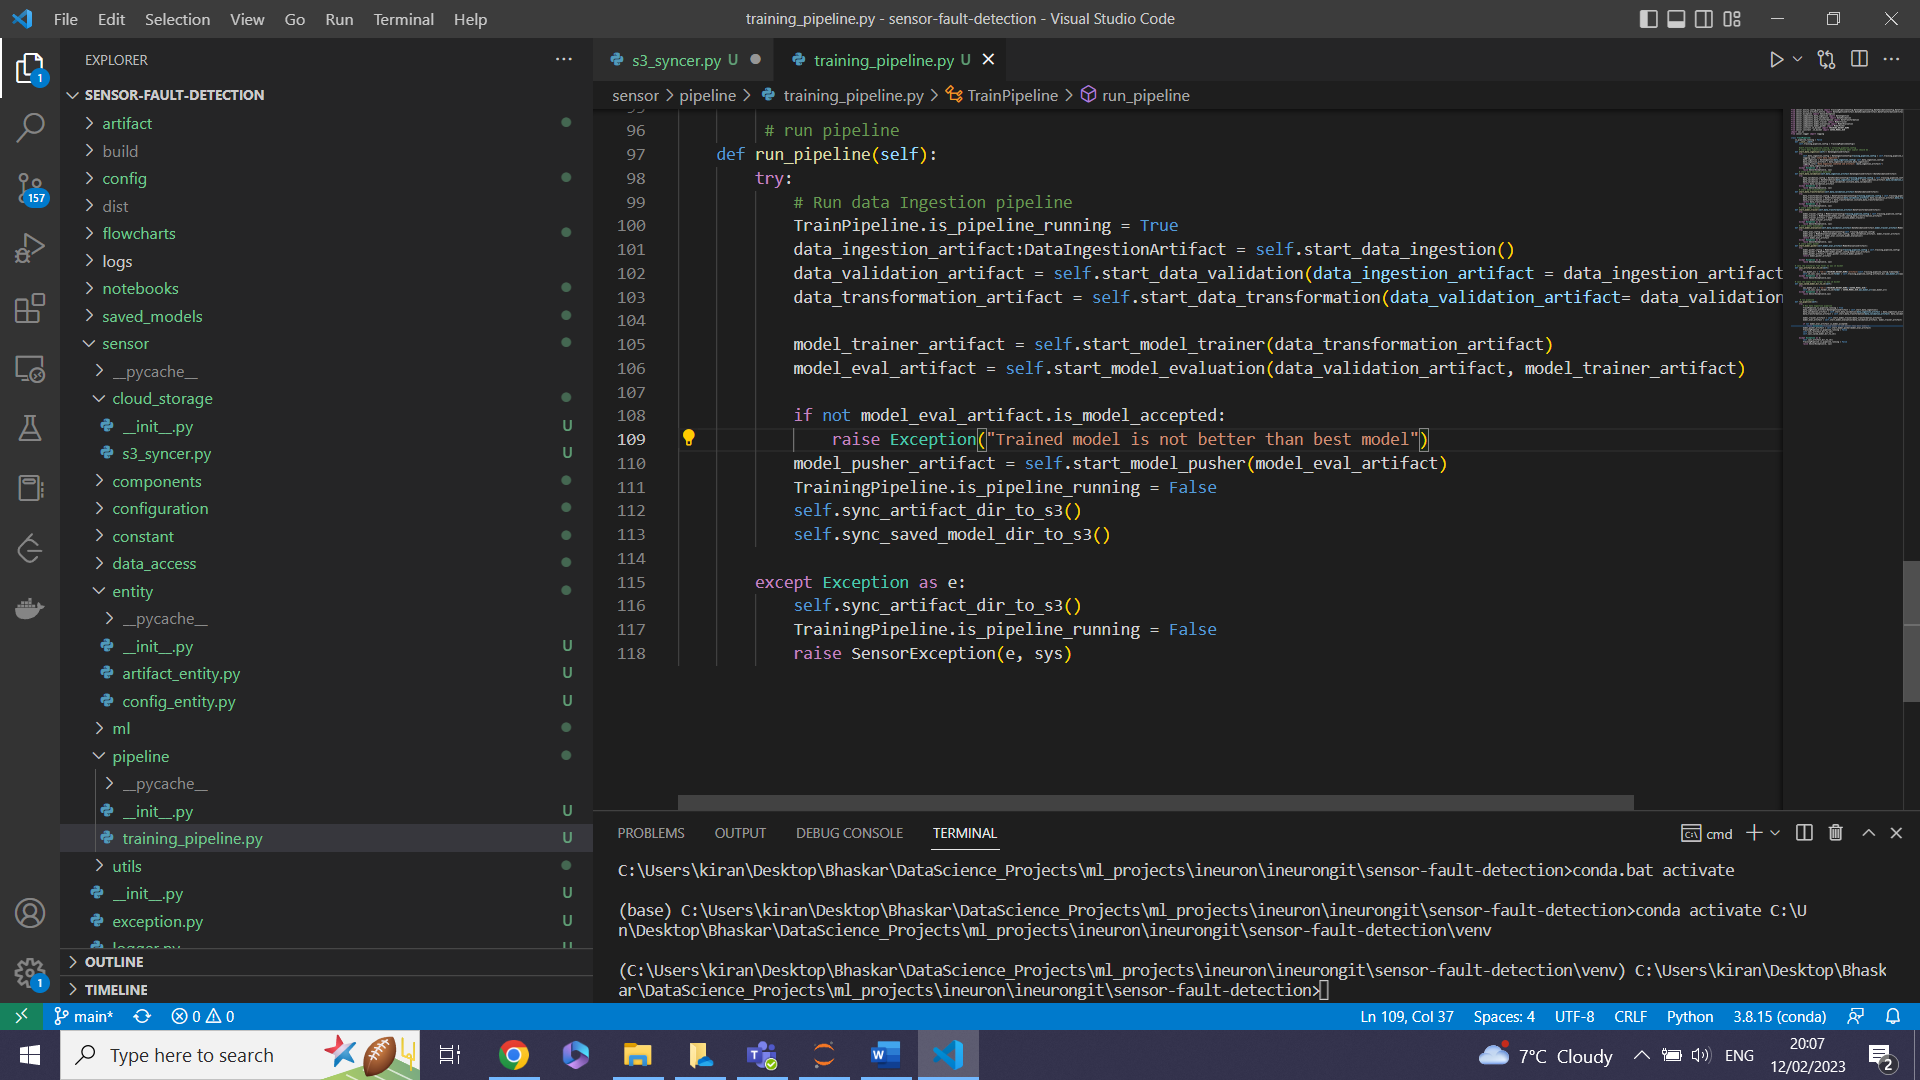 File Edit Selection View Go Run Terminal Help
training_pipeline.py - sensor-fault-detection - Visual Studio Code
EXPLORER
SENSOR-FAULT-DETECTION
artifact
build
config
dist
flowcharts
logs
notebooks
saved_models
sensor
__pycache__
cloud_storage
__init__.py U
s3_syncer.py U
components
configuration
constant
data_access
entity
__pycache__
__init__.py U
artifact_entity.py U
config_entity.py U
ml
pipeline
__pycache__
__init__.py U
training_pipeline.py U
utils
__init__.py U
exception.py U
logger.py U
OUTLINE
TIMELINE
1
157
1
s3_syncer.py U training_pipeline.py U
sensor > pipeline > training_pipeline.py > TrainPipeline > run_pipeline
96 # run pipeline
97 def run_pipeline(self):
98 try:
99 # Run data Ingestion pipeline
100 TrainPipeline.is_pipeline_running = True
101 data_ingestion_artifact:DataIngestionArtifact = self.start_data_ingestion()
102 data_validation_artifact = self.start_data_validation(data_ingestion_artifact = data_ingestion_artifact
103 data_transformation_artifact = self.start_data_transformation(data_validation_artifact= data_validation
104
105 model_trainer_artifact = self.start_model_trainer(data_transformation_artifact)
106 model_eval_artifact = self.start_model_evaluation(data_validation_artifact, model_trainer_artifact)
107
108 if not model_eval_artifact.is_model_accepted:
109 raise Exception("Trained model is not better than best model")
110 model_pusher_artifact = self.start_model_pusher(model_eval_artifact)
111 TrainingPipeline.is_pipeline_running = False
112 self.sync_artifact_dir_to_s3()
113 self.sync_saved_model_dir_to_s3()
114
115 except Exception as e:
116 self.sync_artifact_dir_to_s3()
117 TrainingPipeline.is_pipeline_running = False
118 raise SensorException(e, sys)
PROBLEMS OUTPUT DEBUG CONSOLE TERMINAL
cmd
C:\Users\kiran\Desktop\Bhaskar\DataScience_Projects\ml_projects\ineuron\ineurongit\sensor-fault-detection>conda.bat activate
(base) C:\Users\kiran\Desktop\Bhaskar\DataScience_Projects\ml_projects\ineuron\ineurongit\sensor-fault-detection>conda activate C:\U
n\Desktop\Bhaskar\DataScience_Projects\ml_projects\ineuron\ineurongit\sensor-fault-detection\venv
(C:\Users\kiran\Desktop\Bhaskar\DataScience_Projects\ml_projects\ineuron\ineurongit\sensor-fault-detection\venv) C:\Users\kiran\Desktop\Bhask
ar\DataScience_Projects\ml_projects\ineuron\ineurongit\sensor-fault-detection>
main* 0 0
Ln 109, Col 37 Spaces: 4 UTF-8 CRLF Python 3.8.15 (conda)
Type here to search
7°C Cloudy
ENG
20:07
12/02/2023
2